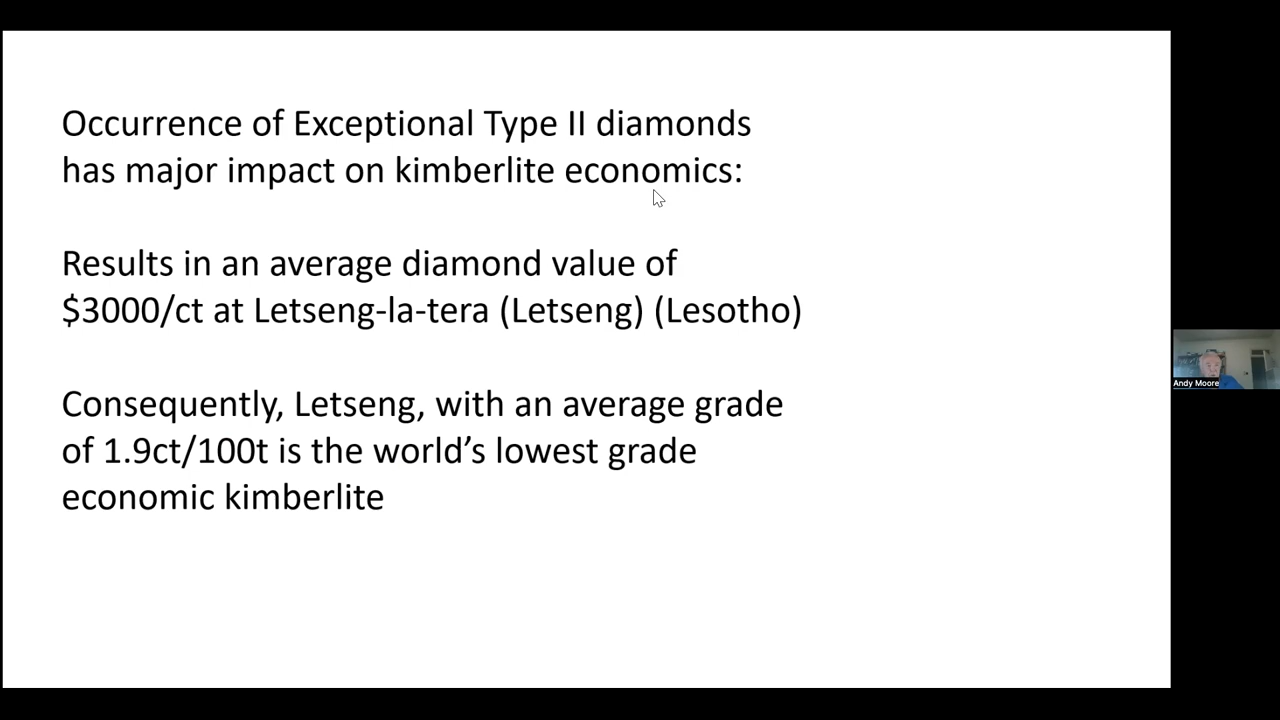 Occurrence of Exceptional Type II diamonds
has major impact on kimberlite economics:
Results in an average diamond value of
$3000/ct at Letseng-la-tera (Letseng) (Lesotho)
Consequently, Letseng, with an average grade
of 1.9ct/100t is the world’s lowest grade
economic kimberlite
Andy Moore